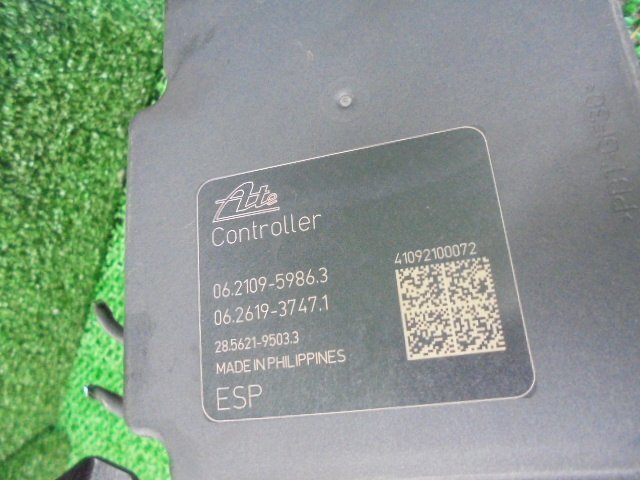 Ate
Controller
41092100072
06.2109-5986.3
06.2619-3747.1
28.5621-9503.3
MADE IN PHILIPPINES
ESP